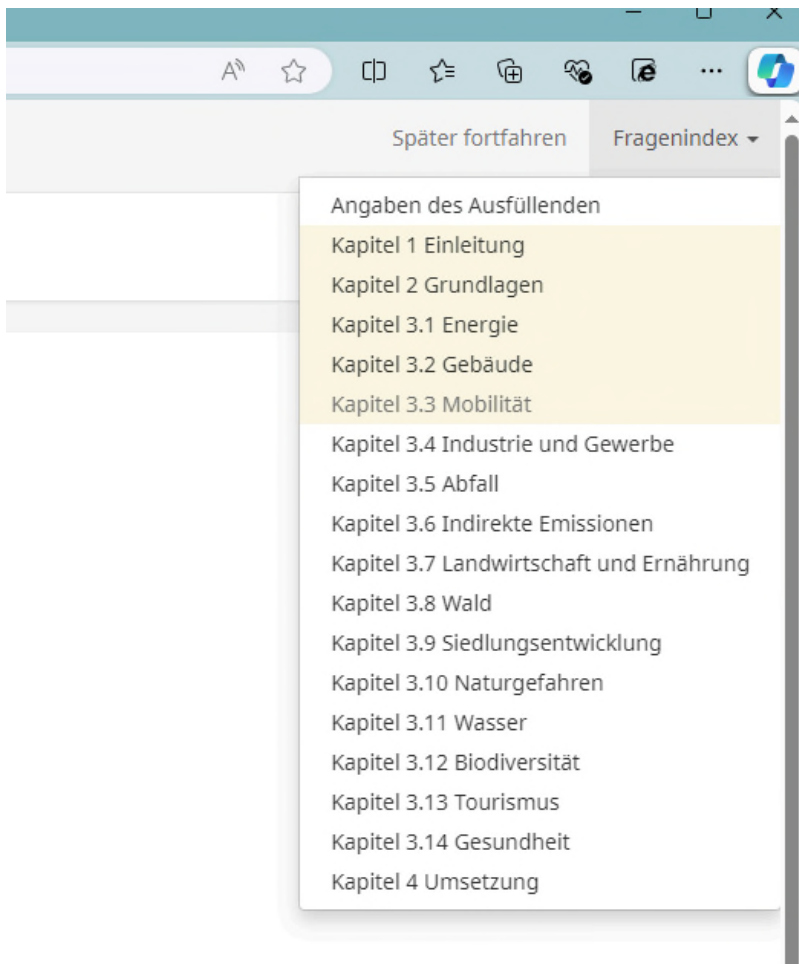 Später fortfahren Fragenindex
Angaben des Ausfüllenden
Kapitel 1 Einleitung
Kapitel 2 Grundlagen
Kapitel 3.1 Energie
Kapitel 3.2 Gebäude
Kapitel 3.3 Mobilität
Kapitel 3.4 Industrie und Gewerbe
Kapitel 3.5 Abfall
Kapitel 3.6 Indirekte Emissionen
Kapitel 3.7 Landwirtschaft und Ernährung
Kapitel 3.8 Wald
Kapitel 3.9 Siedlungsentwicklung
Kapitel 3.10 Naturgefahren
Kapitel 3.11 Wasser
Kapitel 3.12 Biodiversität
Kapitel 3.13 Tourismus
Kapitel 3.14 Gesundheit
Kapitel 4 Umsetzung